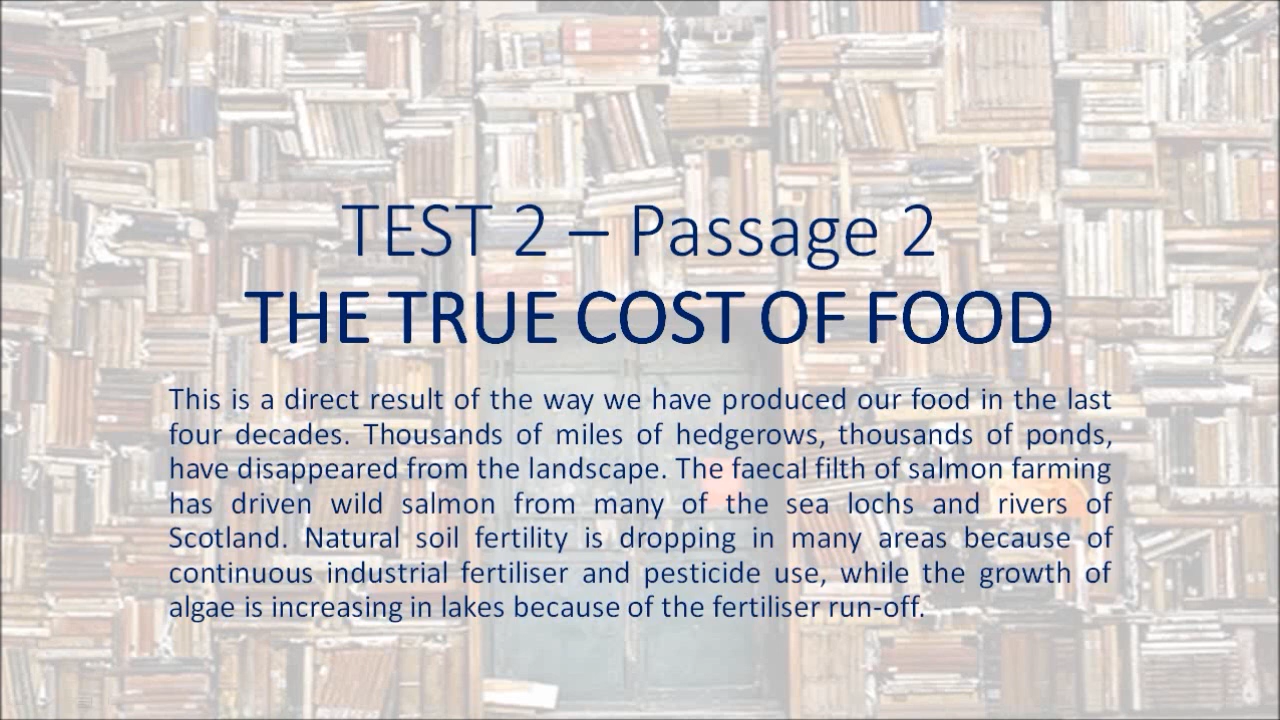 TEST 2 – Passage 2
THE TRUE COST OF FOOD
This is a direct result of the way we have produced our food in the last
four decades. Thousands of miles of hedgerows, thousands of ponds,
have disappeared from the landscape. The faecal filth of salmon farming
has driven wild salmon from many of the sea lochs and rivers of
Scotland. Natural soil fertility is dropping in many areas because of
continuous industrial fertiliser and pesticide use, while the growth of
algae is increasing in lakes because of the fertiliser run-off.